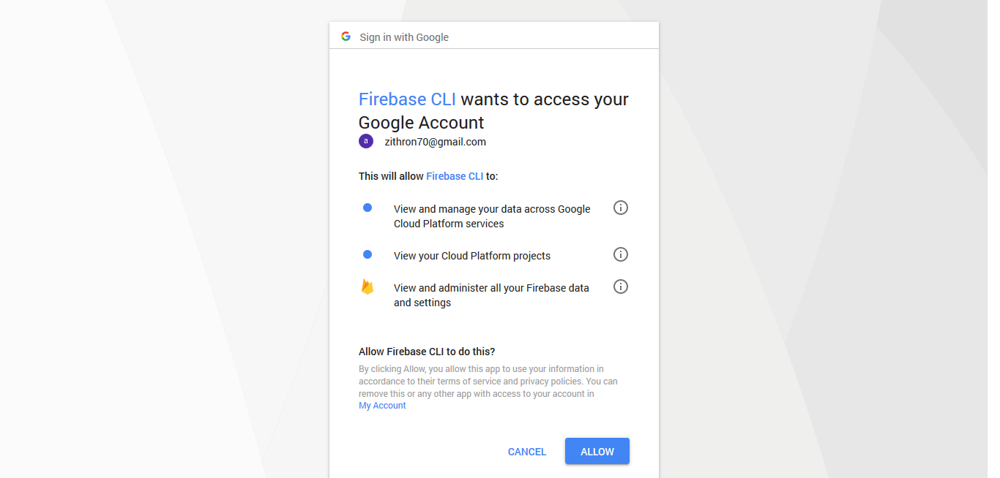 Sign in with Google
Firebase CLI wants to access your
Google Account
a
zithron70@gmail.com
This will allow Firebase CLI to:
View and manage your data across Google
Cloud Platform services
View your Cloud Platform projects
View and administer all your Firebase data
and settings
Allow Firebase CLI to do this?
By clicking Allow, you allow this app to use your information in
accordance to their terms of service and privacy policies. You can
remove this or any other app with access to your account in
My Account
CANCEL ALLOW